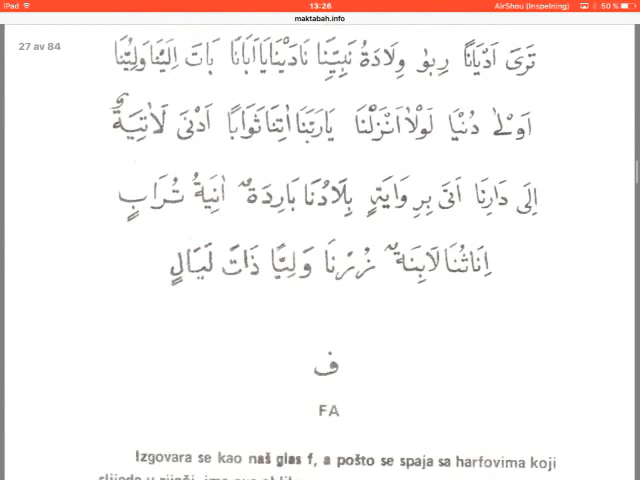 iPad 13:26 AirShou (Inspelning) 50 %
maktabah.info
27 av 84
تَرَى اَدْيَانًا رِبٰو وِلَادَةُ نَبِيِّنَا نَادَيْنَا يَا اَبَانَا بَاتَ اِلَيْنَا وَلِيُّنَا
اَوْلٰى دُنْيَا لَوْلَا اَنْزَلْنَا يَارَبَّنَا اٰتِنَا ثَوَابًا اَدْنٰى لَاٰتِيَةٌ
اِلٰى دَارِنَا اَتٰى بِرِوَايَةٍ بِلَادُنَا بَارِدَةٌ اٰنِيَةُ تُرَابٍ
اِنَاثُنَا لَابِنَةٌ زُرْنَا وَلِيًّا ذَاتَ لَيَالٍ
ف
FA
Izgovara se kao naš glas f, a pošto se spaja sa harfovima koji